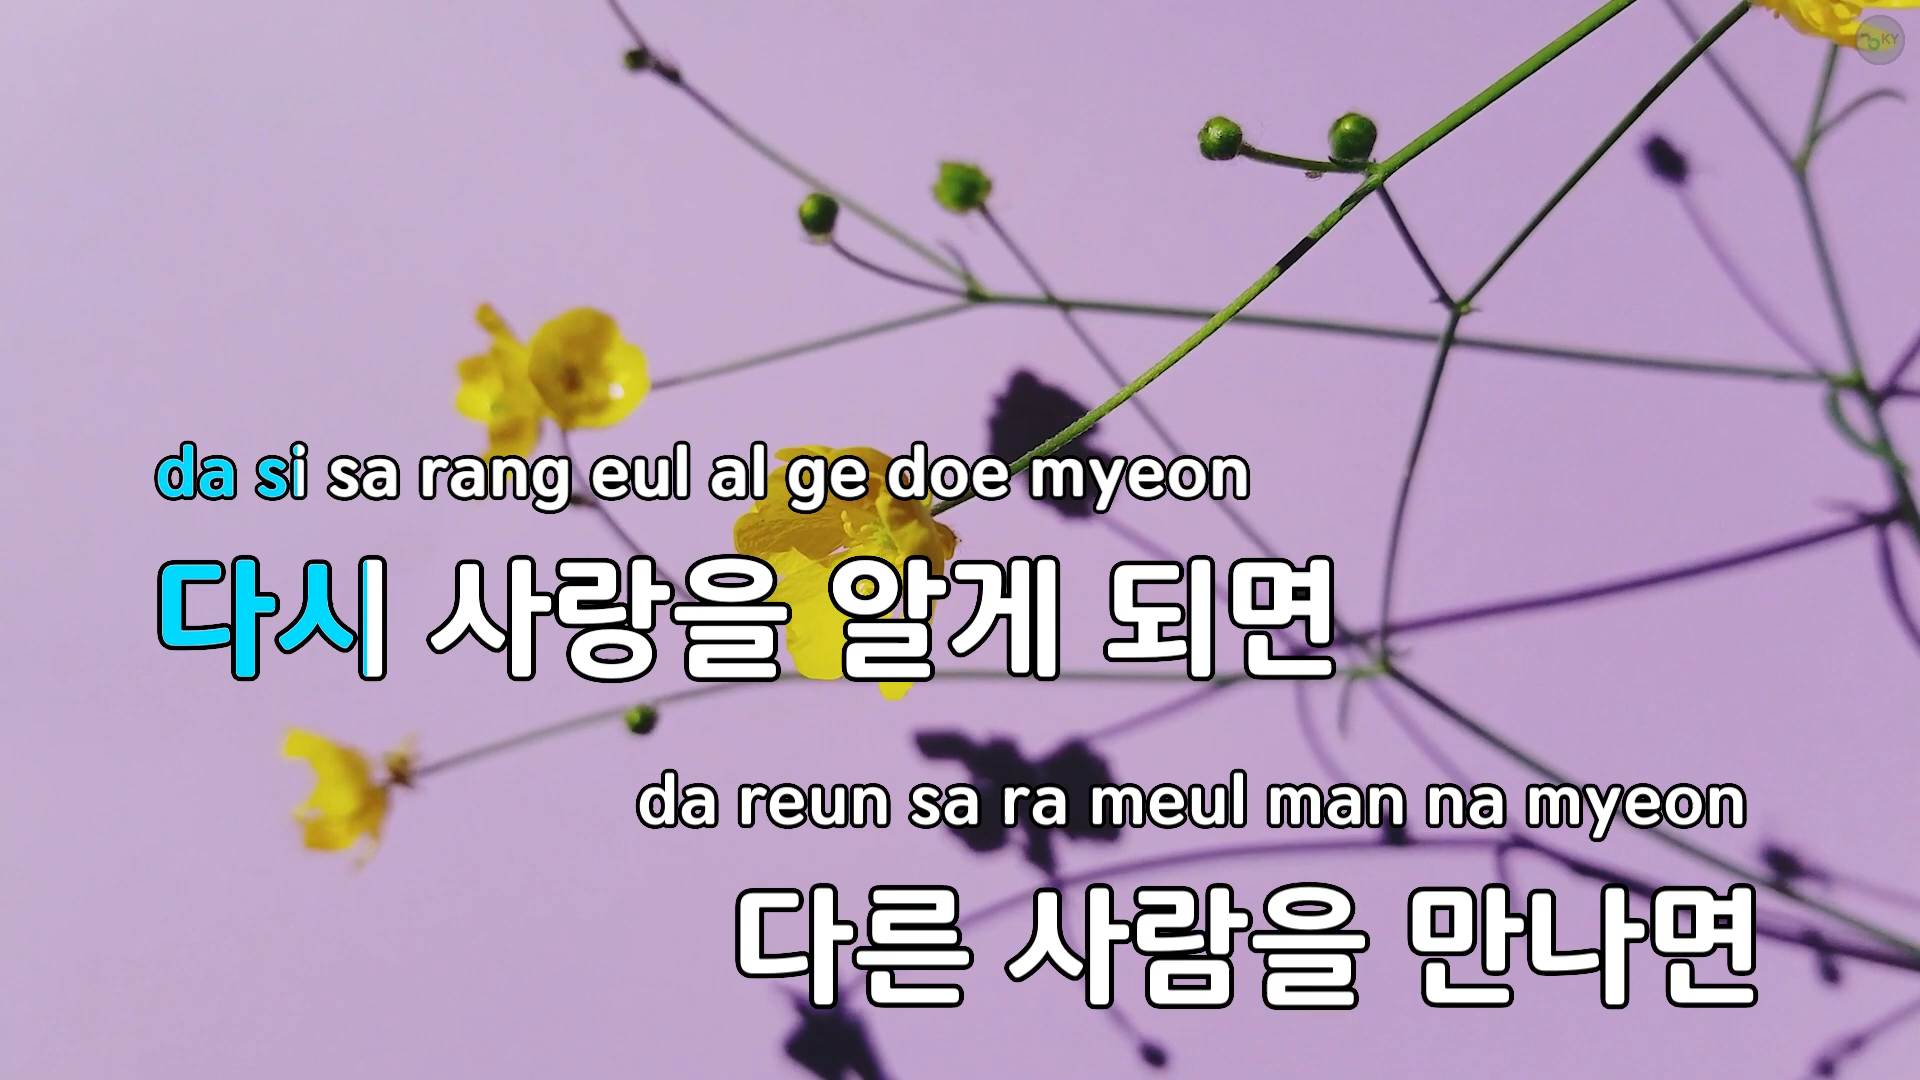 KY
da si sa rang eul al ge doe myeon
다시 사랑을 알게 되면
da reun sa ra meul man na myeon
다른 사람을 만나면